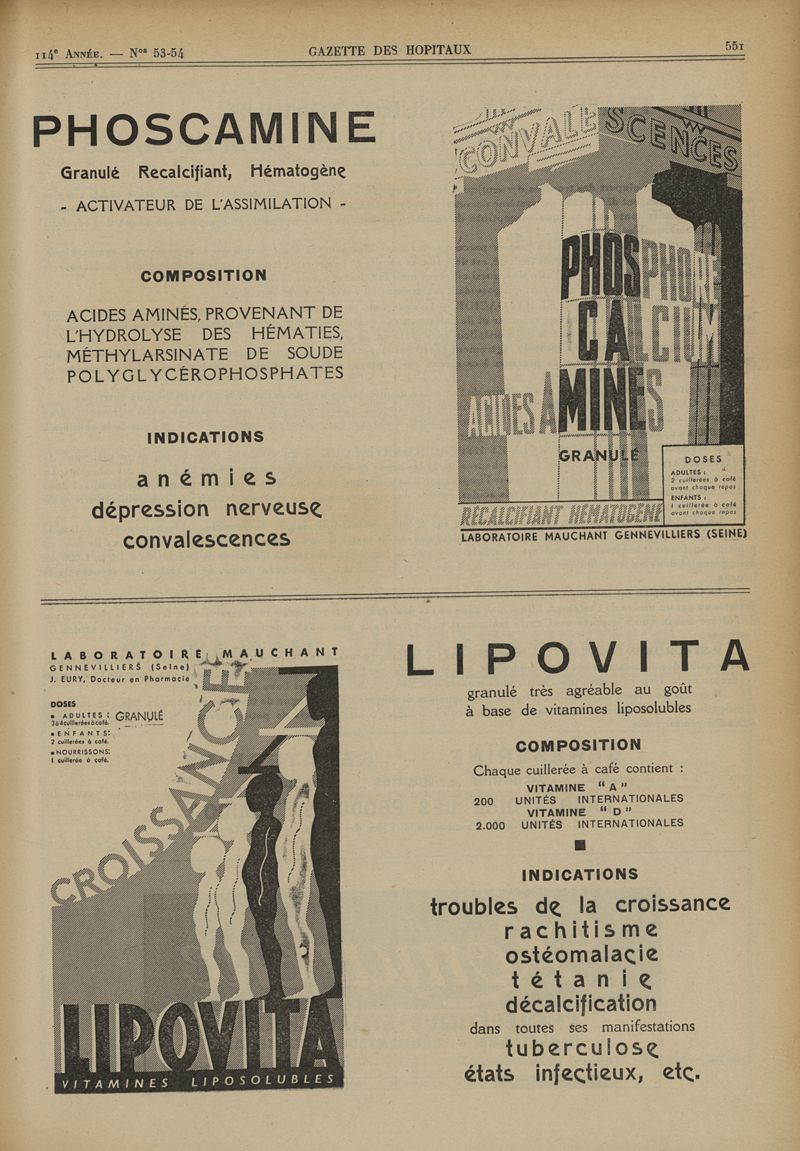 114e ANNÉE. — Nos 53-54
GAZETTE DES HOPITAUX
551
PHOSCAMINE
Granulé Recalcifiant, Hématogène
- ACTIVATEUR DE L'ASSIMILATION -
COMPOSITION
ACIDES AMINÉS, PROVENANT DE
L'HYDROLYSE DES HÉMATIES,
MÉTHYLARSINATE DE SOUDE
POLYGLYCÉROPHOSPHATES
INDICATIONS
anémies
dépression nerveuse
convalescences
CONVALESCENCES
PHOSPHORE
CALCIUM
ACIDES AMINÉS
GRANULÉ
DOSES
ADULTES :
2 cuillerées à café
avant chaque repas
ENFANTS :
1 cuillerée à café
avant chaque repas
RECALCIFIANT HÉMATOGÈNE
LABORATOIRE MAUCHANT GENNEVILLIERS (SEINE)
LABORATOIRE MAUCHANT
GENNEVILLIERS (Seine)
J. EURY, Docteur en Pharmacie
DOSES
▪ ADULTES :
3 à 4 cuillerées à café.
▪ ENFANTS :
2 cuillerées à café.
▪ NOURRISSONS:
1 cuillerée à café.
GRANULÉ
CROISSANCE
LIPOVITA
VITAMINES LIPOSOLUBLES
LIPOVITA
granulé très agréable au goût
à base de vitamines liposolubles
COMPOSITION
Chaque cuillerée à café contient :
VITAMINE "A"
200 UNITÉS INTERNATIONALES
VITAMINE "D"
2.000 UNITÉS INTERNATIONALES
INDICATIONS
troubles de la croissance
rachitisme
ostéomalacie
tétanie
décalcification
dans toutes ses manifestations
tuberculose
états infectieux, etc.